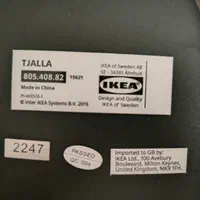 TJALLA
805.408.82 15621
Made in China
© Inter IKEA Systems B.V. 2019
IKEA of Sweden AB
SE - 34381 Älmhult
IKEA
Design and Quality
IKEA of Sweden
2247
PASSED
QC 004
Imported to GB by:
IKEA Ltd., 100 Avebury
Boulevard, Milton Keynes,
United Kingdom, MK9 1FH.